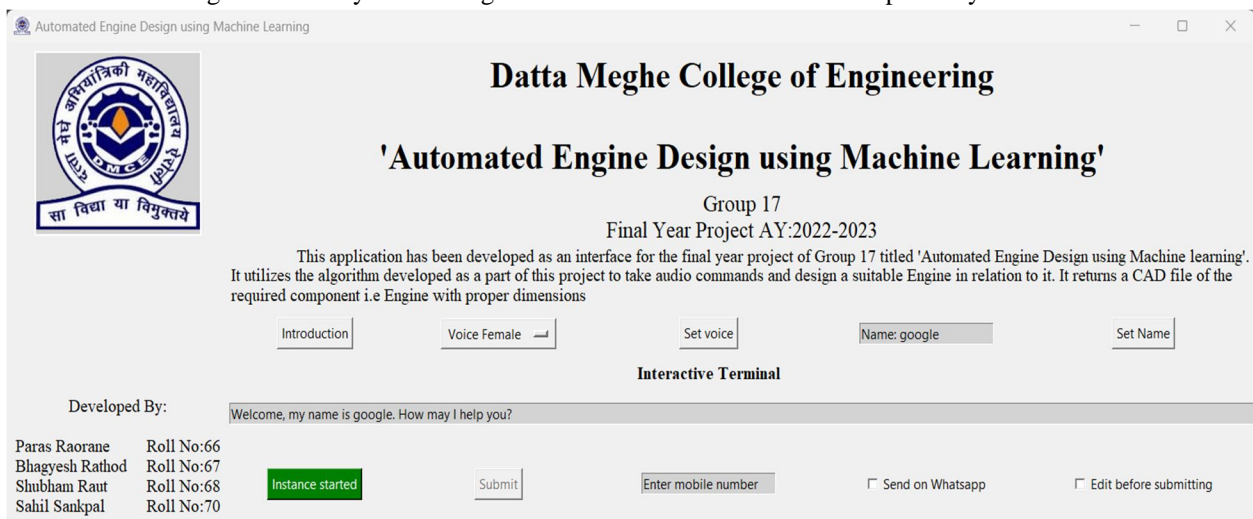 Automated Engine Design using Machine Learning
दत्ता मेघे अभियांत्रिकी महाविद्यालय ऐरोली
DMCE
सा विद्या या विमुक्तये
Datta Meghe College of Engineering
'Automated Engine Design using Machine Learning'
Group 17
Final Year Project AY:2022-2023
This application has been developed as an interface for the final year project of Group 17 titled 'Automated Engine Design using Machine learning'.
It utilizes the algorithm developed as a part of this project to take audio commands and design a suitable Engine in relation to it. It returns a CAD file of the
required component i.e Engine with proper dimensions
Introduction Voice Female Set voice Name: google Set Name
Interactive Terminal
Developed By:
Welcome, my name is google. How may I help you?
Paras Raorane Roll No:66
Bhagyesh Rathod Roll No:67
Shubham Raut Roll No:68
Sahil Sankpal Roll No:70
Instance started Submit Enter mobile number Send on Whatsapp Edit before submitting